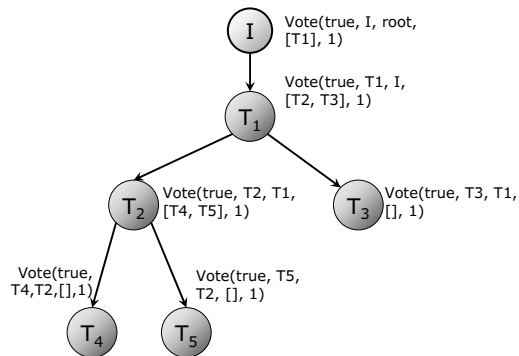 I
Vote(true, I, root,
[T1], 1)
T1
Vote(true, T1, I,
[T2, T3], 1)
T2
Vote(true, T2, T1,
[T4, T5], 1)
T3
Vote(true, T3, T1,
[], 1)
Vote(true,
T4,T2,[],1)
Vote(true, T5,
T2, [], 1)
T4
T5